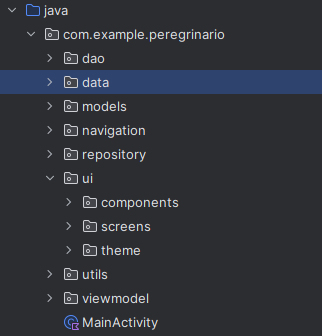 java
com.example.peregrinario
dao
data
models
navigation
repository
ui
components
screens
theme
utils
viewmodel
MainActivity